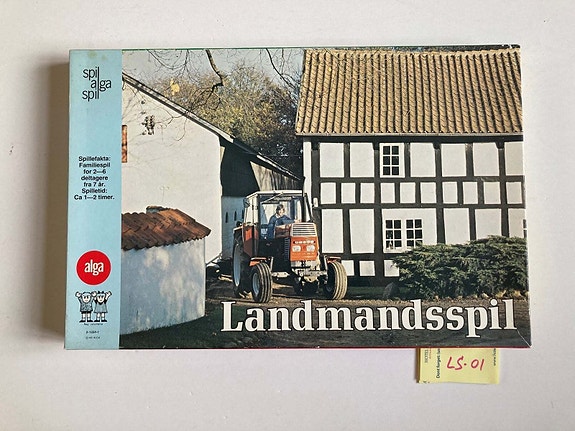 spil
alga
spil
Spillefakta:
Familiespil
for 2—6
deltagere
fra 7 år.
Spilletid:
Ca 1—2 timer.
alga
Landmandsspil
LS-01